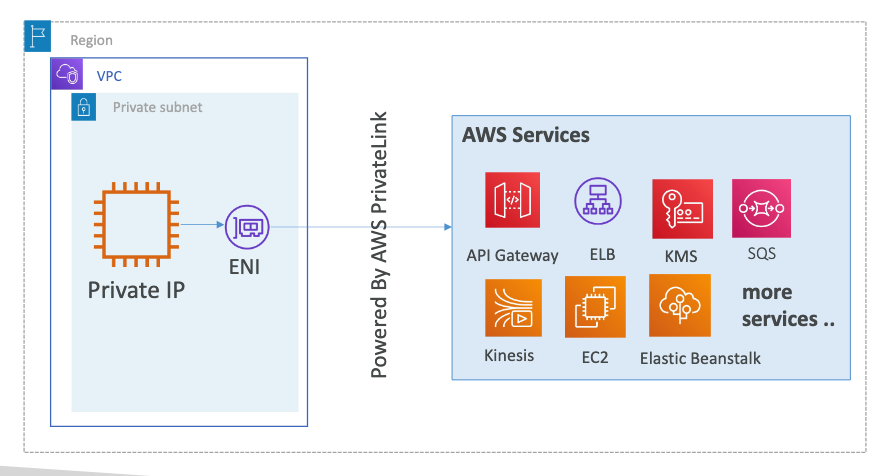 Region
VPC
Private subnet
Private IP
ENI
Powered By AWS PrivateLink
AWS Services
API Gateway
ELB
KMS
SQS
Kinesis
EC2
Elastic Beanstalk
more
services ..